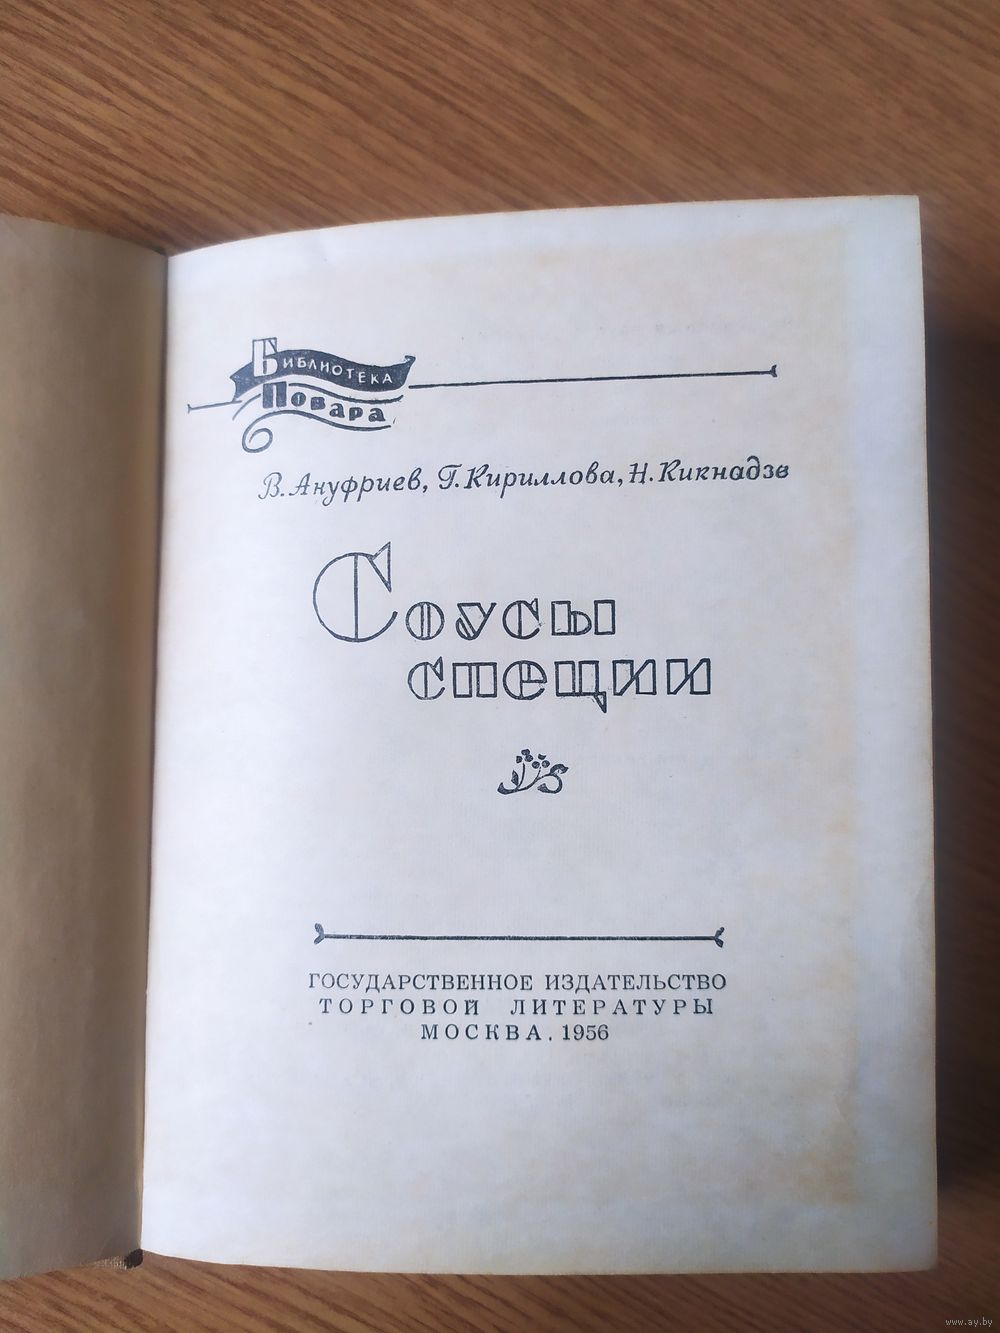 Библиотека
Повара
В. Ануфриев, Г. Кириллова, Н. Кикнадзе
Соусы
специи
ГОСУДАРСТВЕННОЕ ИЗДАТЕЛЬСТВО
ТОРГОВОЙ ЛИТЕРАТУРЫ
МОСКВА. 1956
www.ay.by